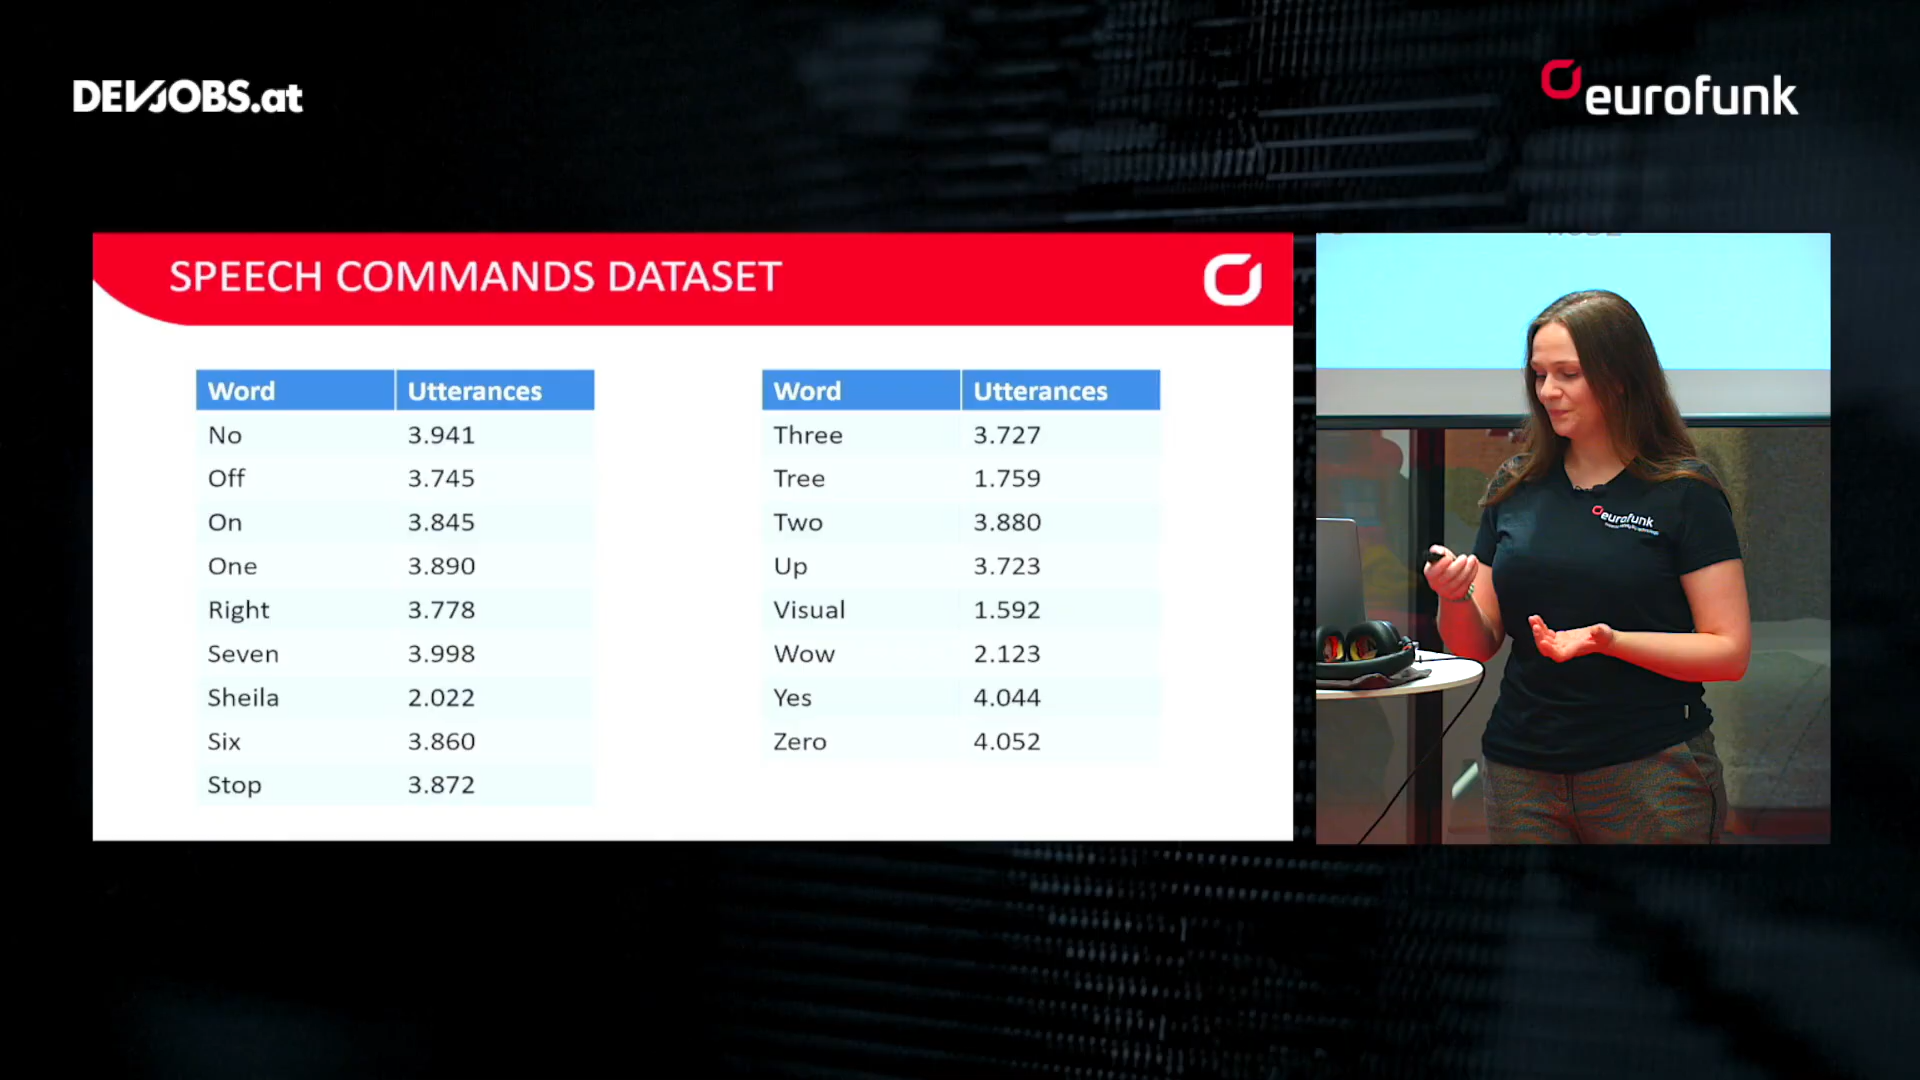 DEVJOBS.at
eurofunk
SPEECH COMMANDS DATASET
Word Utterances
No 3.941
Off 3.745
On 3.845
One 3.890
Right 3.778
Seven 3.998
Sheila 2.022
Six 3.860
Stop 3.872
Word Utterances
Three 3.727
Tree 1.759
Two 3.880
Up 3.723
Visual 1.592
Wow 2.123
Yes 4.044
Zero 4.052
eurofunk